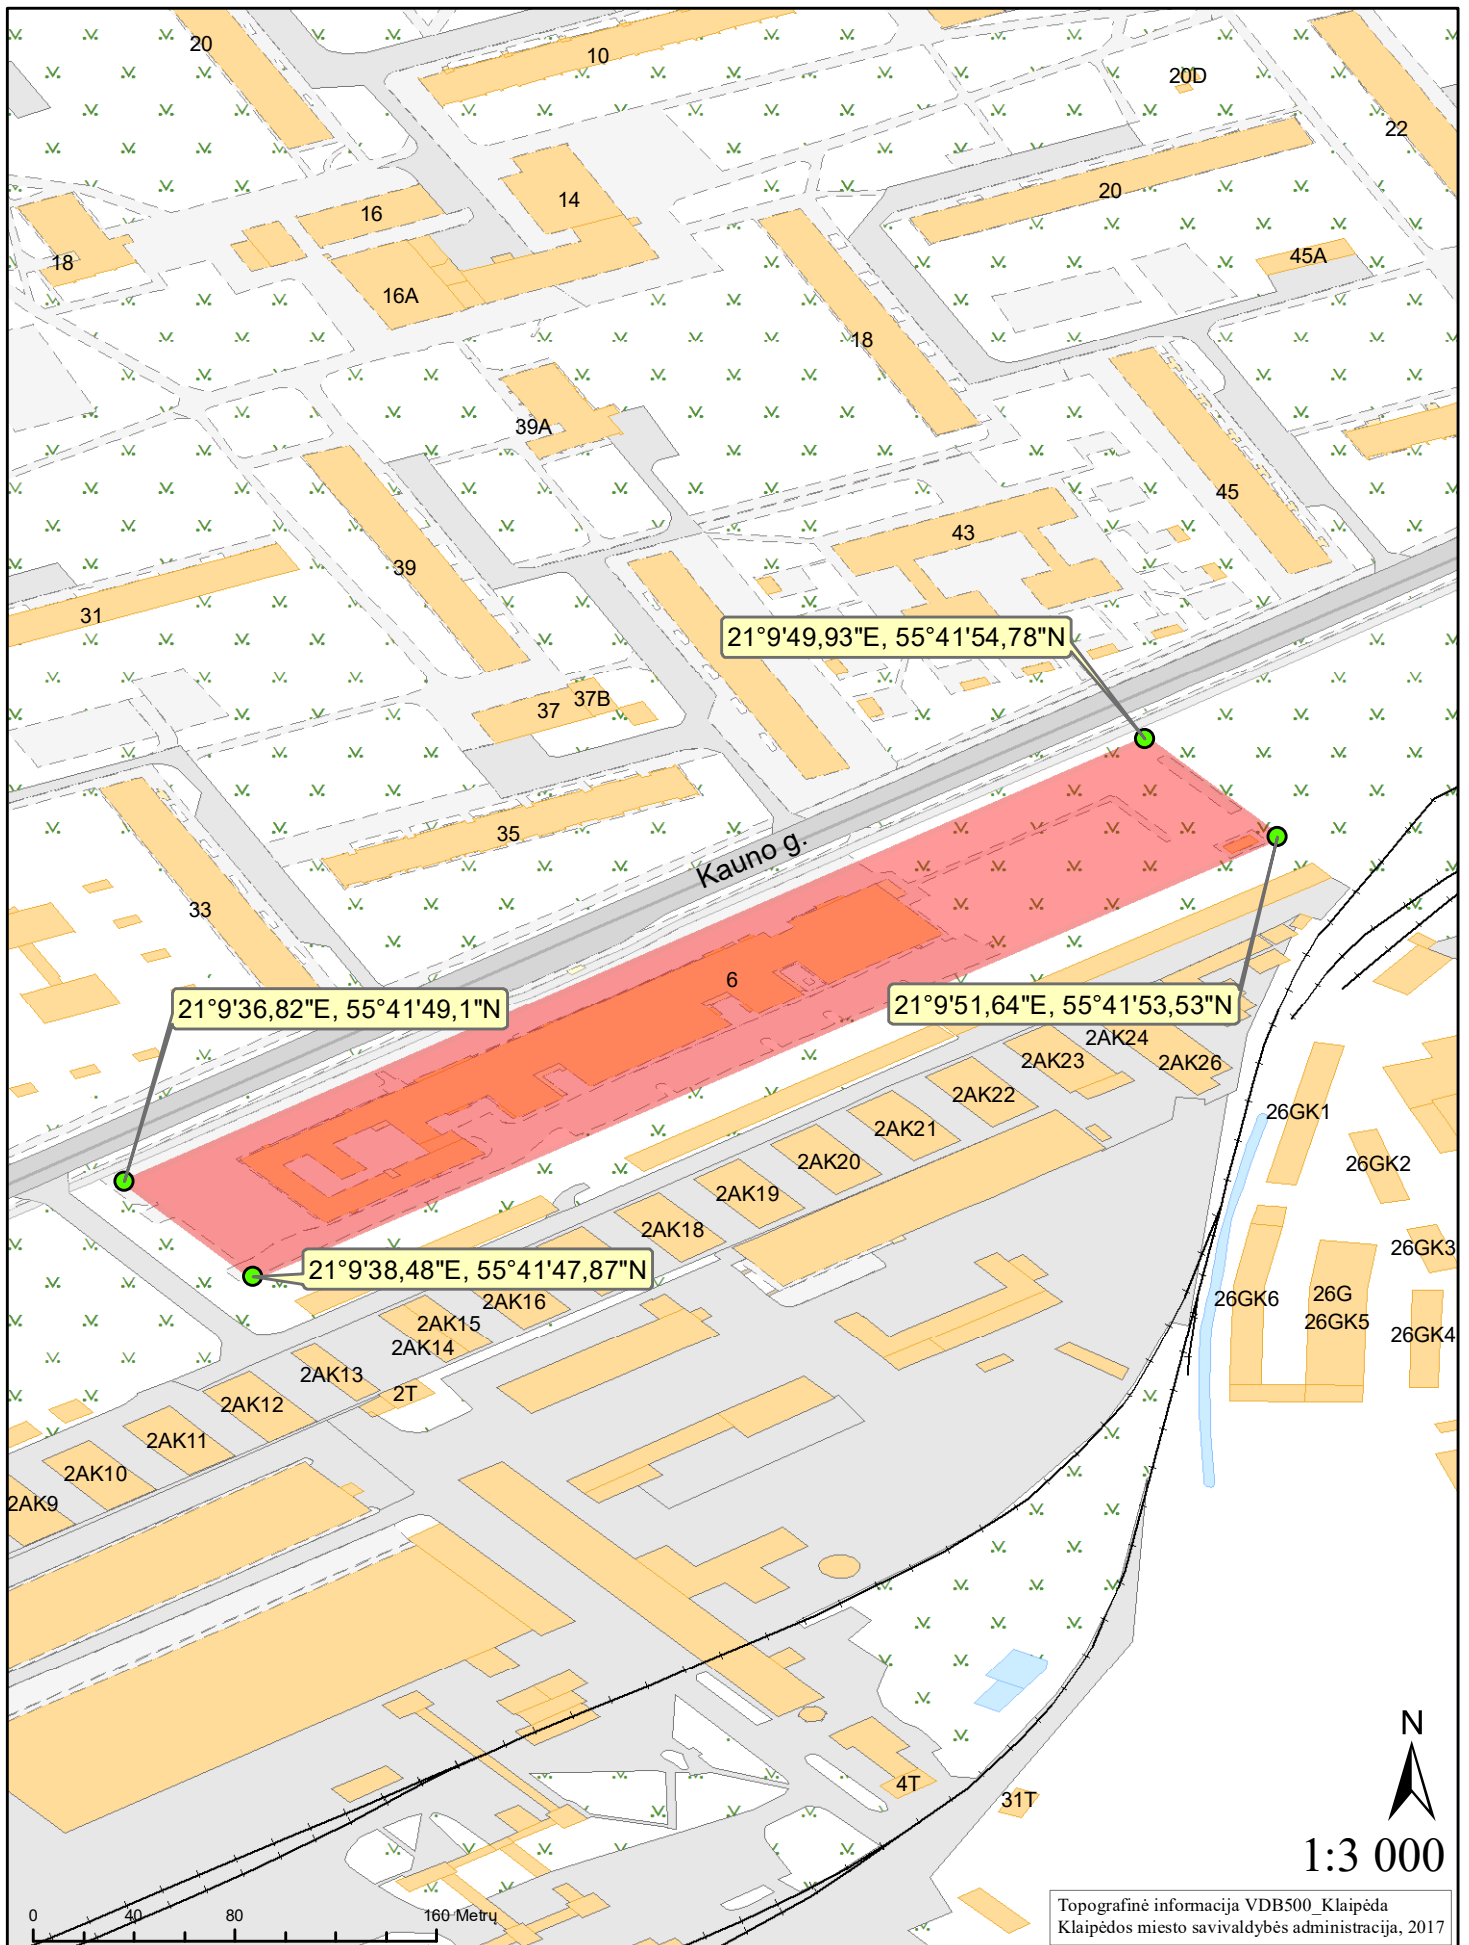 20
10
20D
22
20
16
14
18
16A
45A
18
39A
45
43
39
31
21°9'49,93"E, 55°41'54,78"N
37
37B
35
Kauno g.
33
6
21°9'36,82"E, 55°41'49,1"N
21°9'51,64"E, 55°41'53,53"N
2AK24
2AK23
2AK26
2AK22
2AK21
26GK1
2AK20
26GK2
2AK19
2AK18
26GK3
21°9'38,48"E, 55°41'47,87"N
2AK16
26GK6
26G
26GK5
26GK4
2AK15
2AK14
2AK13
2T
2AK12
2AK11
2AK10
2AK9
N
4T
31T
1:3 000
0 40 80 160 Metrų
Topografinė informacija VDB500_Klaipėda
Klaipėdos miesto savivaldybės administracija, 2017